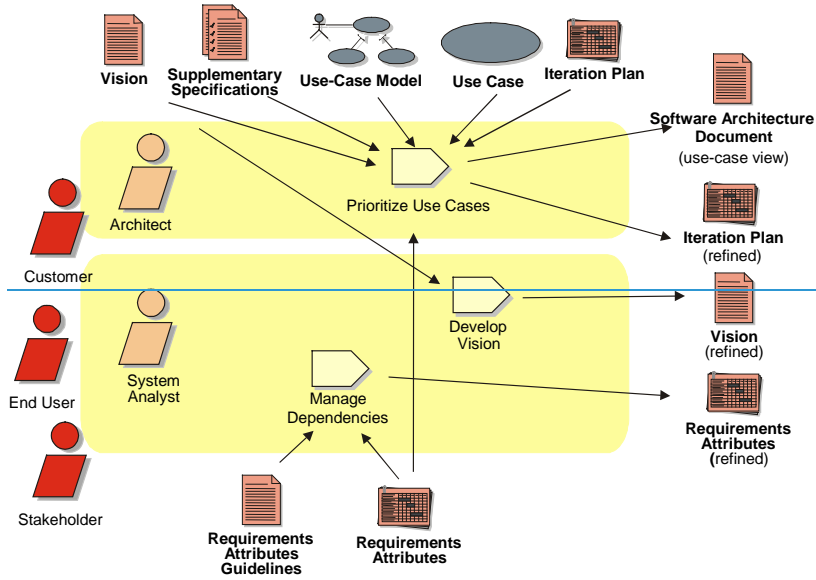 Vision
Supplementary
Specifications
Use-Case Model
Use Case
Iteration Plan
Software Architecture
Document
(use-case view)
Architect
Prioritize Use Cases
Customer
Iteration Plan
(refined)
Develop
Vision
Vision
(refined)
System
Analyst
End User
Manage
Dependencies
Requirements
Attributes
(refined)
Stakeholder
Requirements
Attributes
Guidelines
Requirements
Attributes